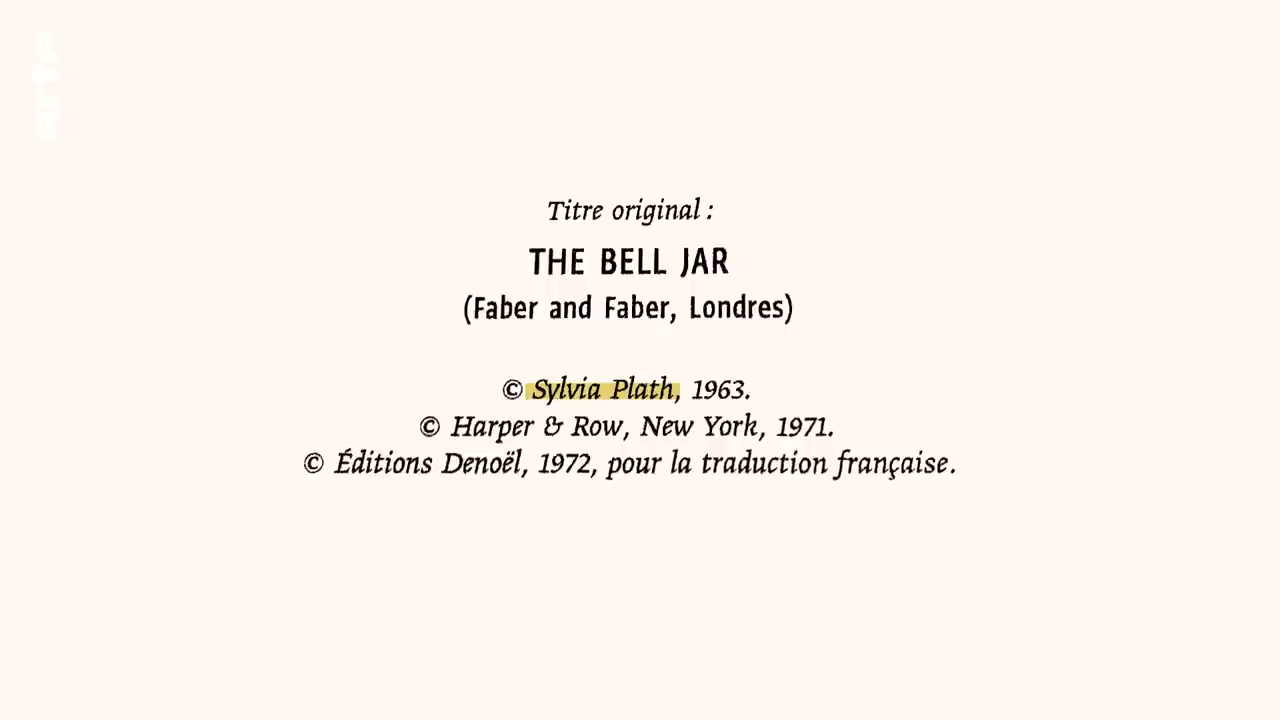 arte
Titre original :
THE BELL JAR
(Faber and Faber, Londres)
© Sylvia Plath, 1963.
© Harper & Row, New York, 1971.
© Éditions Denoël, 1972, pour la traduction française.